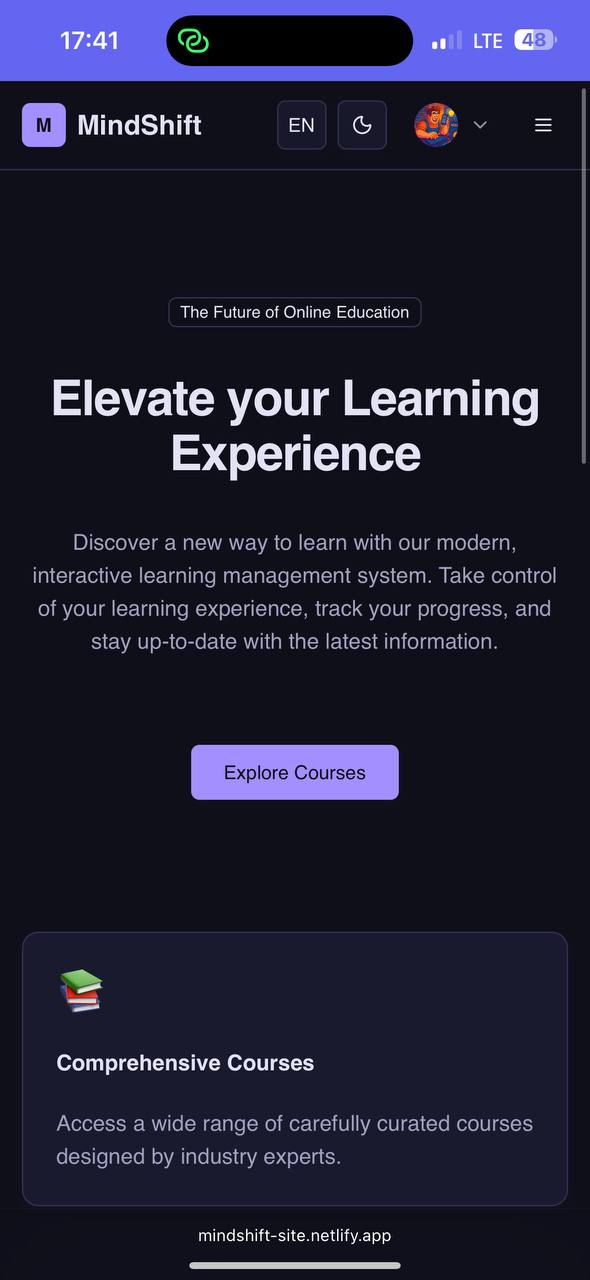 17:41 LTE 48
M MindShift EN
The Future of Online Education
Elevate your Learning
Experience
Discover a new way to learn with our modern,
interactive learning management system. Take control
of your learning experience, track your progress, and
stay up-to-date with the latest information.
Explore Courses
Comprehensive Courses
Access a wide range of carefully curated courses
designed by industry experts.
mindshift-site.netlify.app